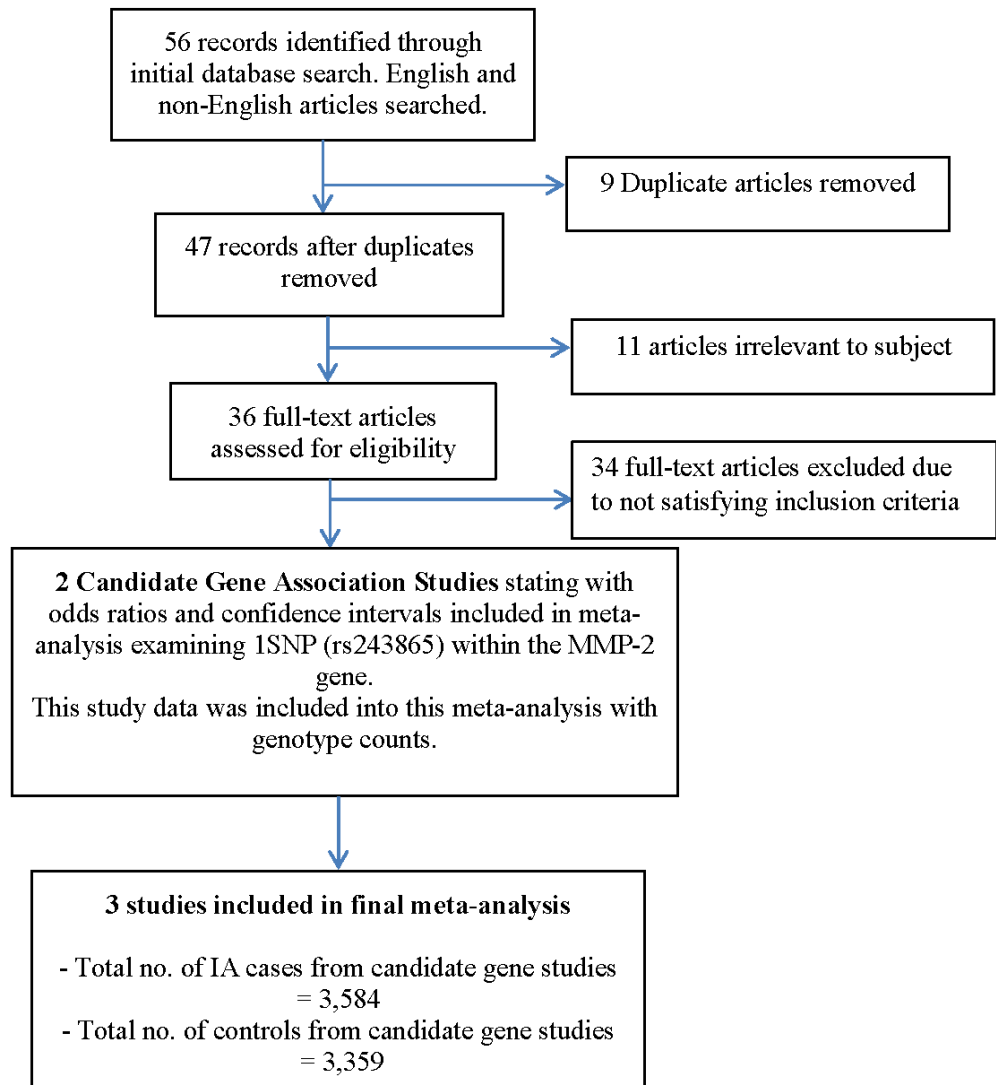 56 records identified through
initial database search. English and
non-English articles searched.
9 Duplicate articles removed
47 records after duplicates
removed
11 articles irrelevant to subject
36 full-text articles
assessed for eligibility
34 full-text articles excluded due
to not satisfying inclusion criteria
2 Candidate Gene Association Studies stating with
odds ratios and confidence intervals included in meta-
analysis examining 1SNP (rs243865) within the MMP-2
gene.
This study data was included into this meta-analysis with
genotype counts.
3 studies included in final meta-analysis
- Total no. of IA cases from candidate gene studies
= 3,584
- Total no. of controls from candidate gene studies
= 3,359